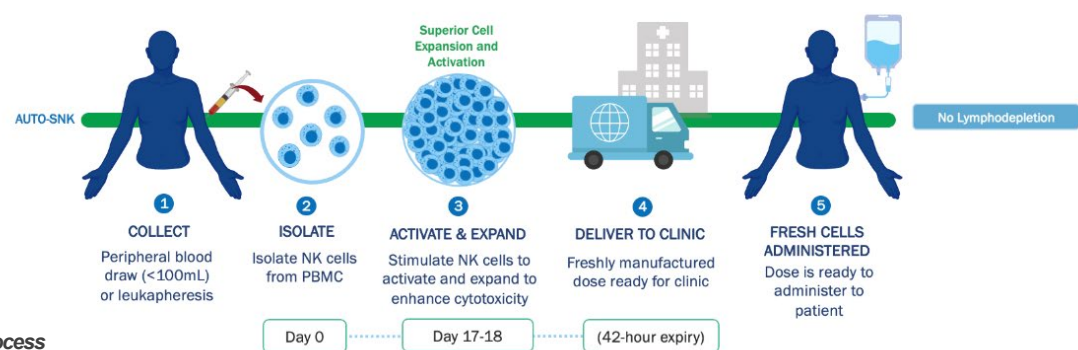 Superior Cell
Expansion and
Activation
AUTO-SNK
No Lymphodepletion
1
COLLECT
Peripheral blood
draw (<100mL)
or leukapheresis
2
ISOLATE
Isolate NK cells
from PBMC
3
ACTIVATE & EXPAND
Stimulate NK cells to
activate and expand to
enhance cytotoxicity
4
DELIVER TO CLINIC
Freshly manufactured
dose ready for clinic
5
FRESH CELLS
ADMINISTERED
Dose is ready to
administer to
patient
Day 0
Day 17-18
(42-hour expiry)